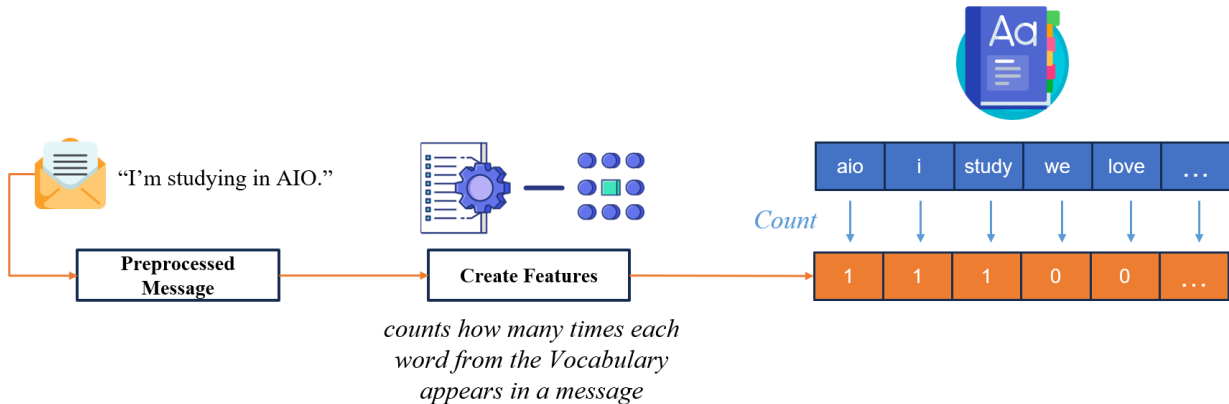 Aa
“I’m studying in AIO.”
aio i study we love ...
Count
Preprocessed
Message
Create Features
1 1 1 0 0 ...
counts how many times each
word from the Vocabulary
appears in a message